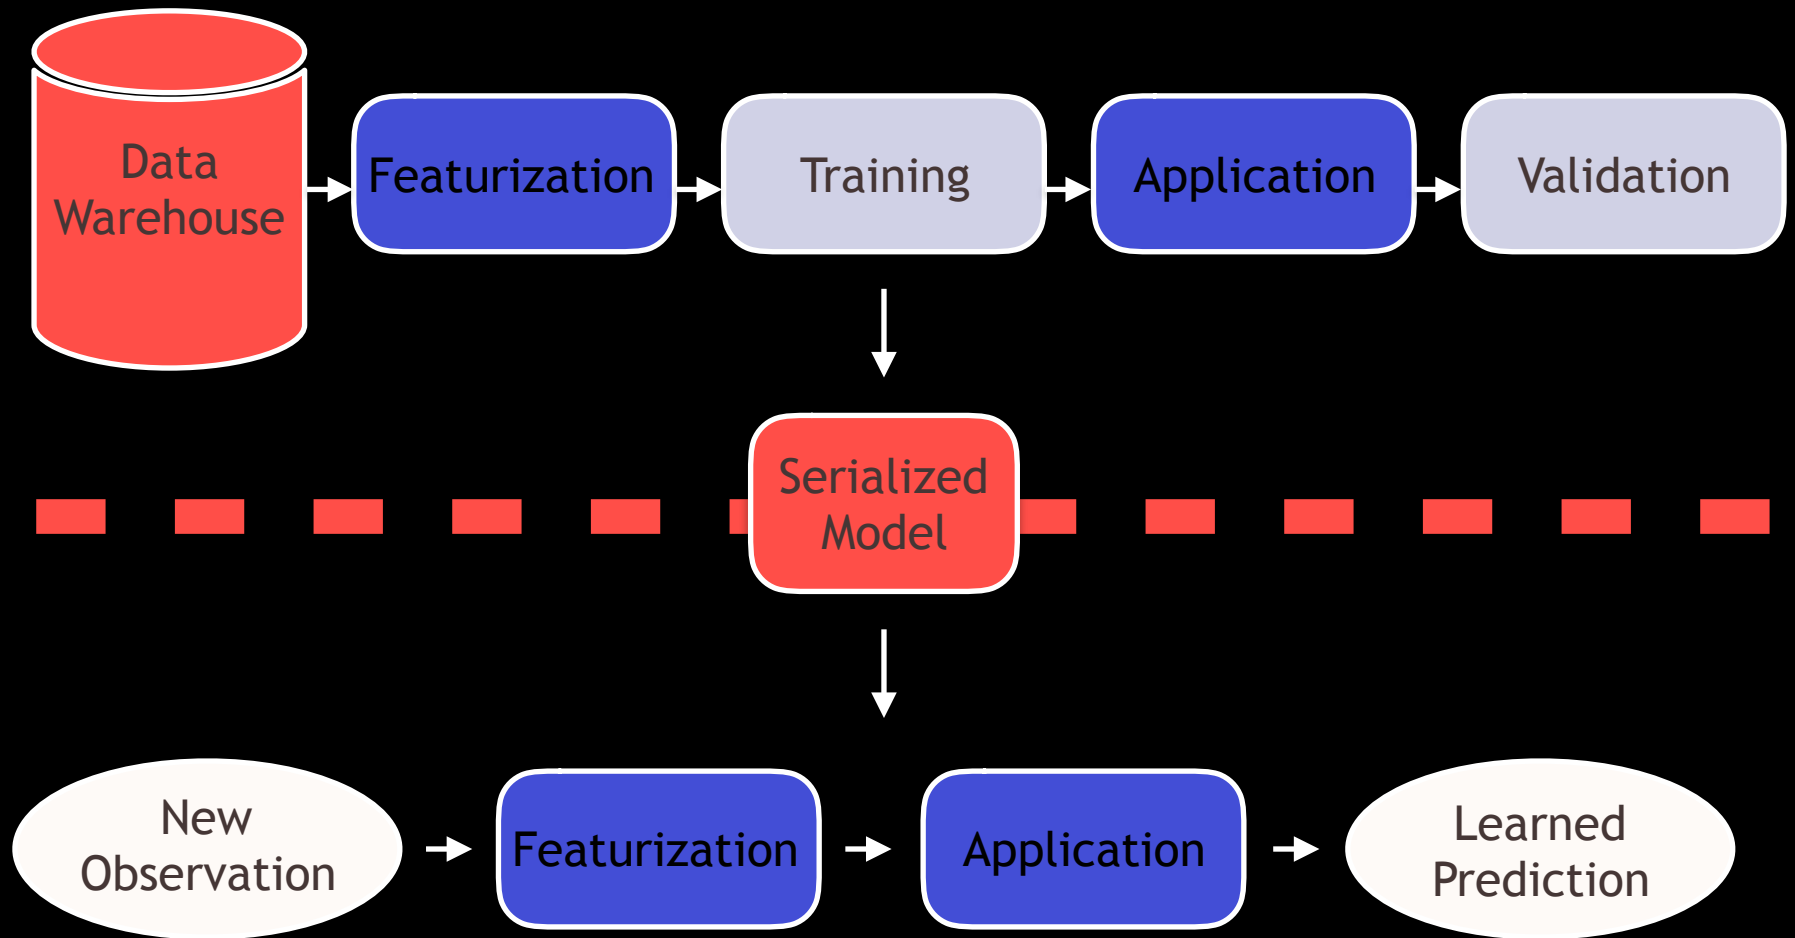 Data
Warehouse
Featurization
Training
Application
Validation
Serialized
Model
New
Observation
Featurization
Application
Learned
Prediction